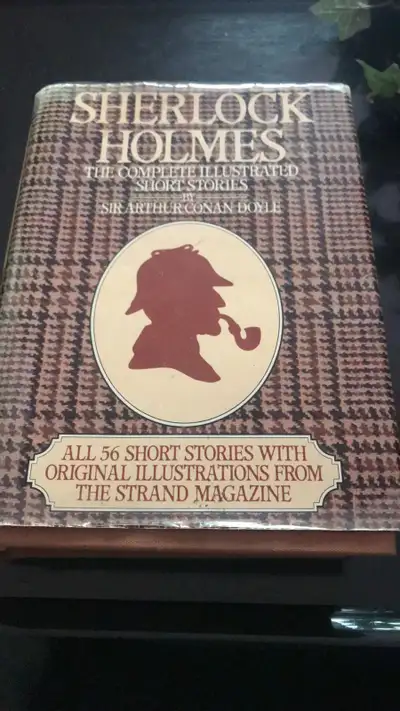 SHERLOCK
HOLMES
THE COMPLETE ILLUSTRATED
SHORT STORIES
BY
SIR ARTHUR CONAN DOYLE
ALL 56 SHORT STORIES WITH
ORIGINAL ILLUSTRATIONS FROM
THE STRAND MAGAZINE